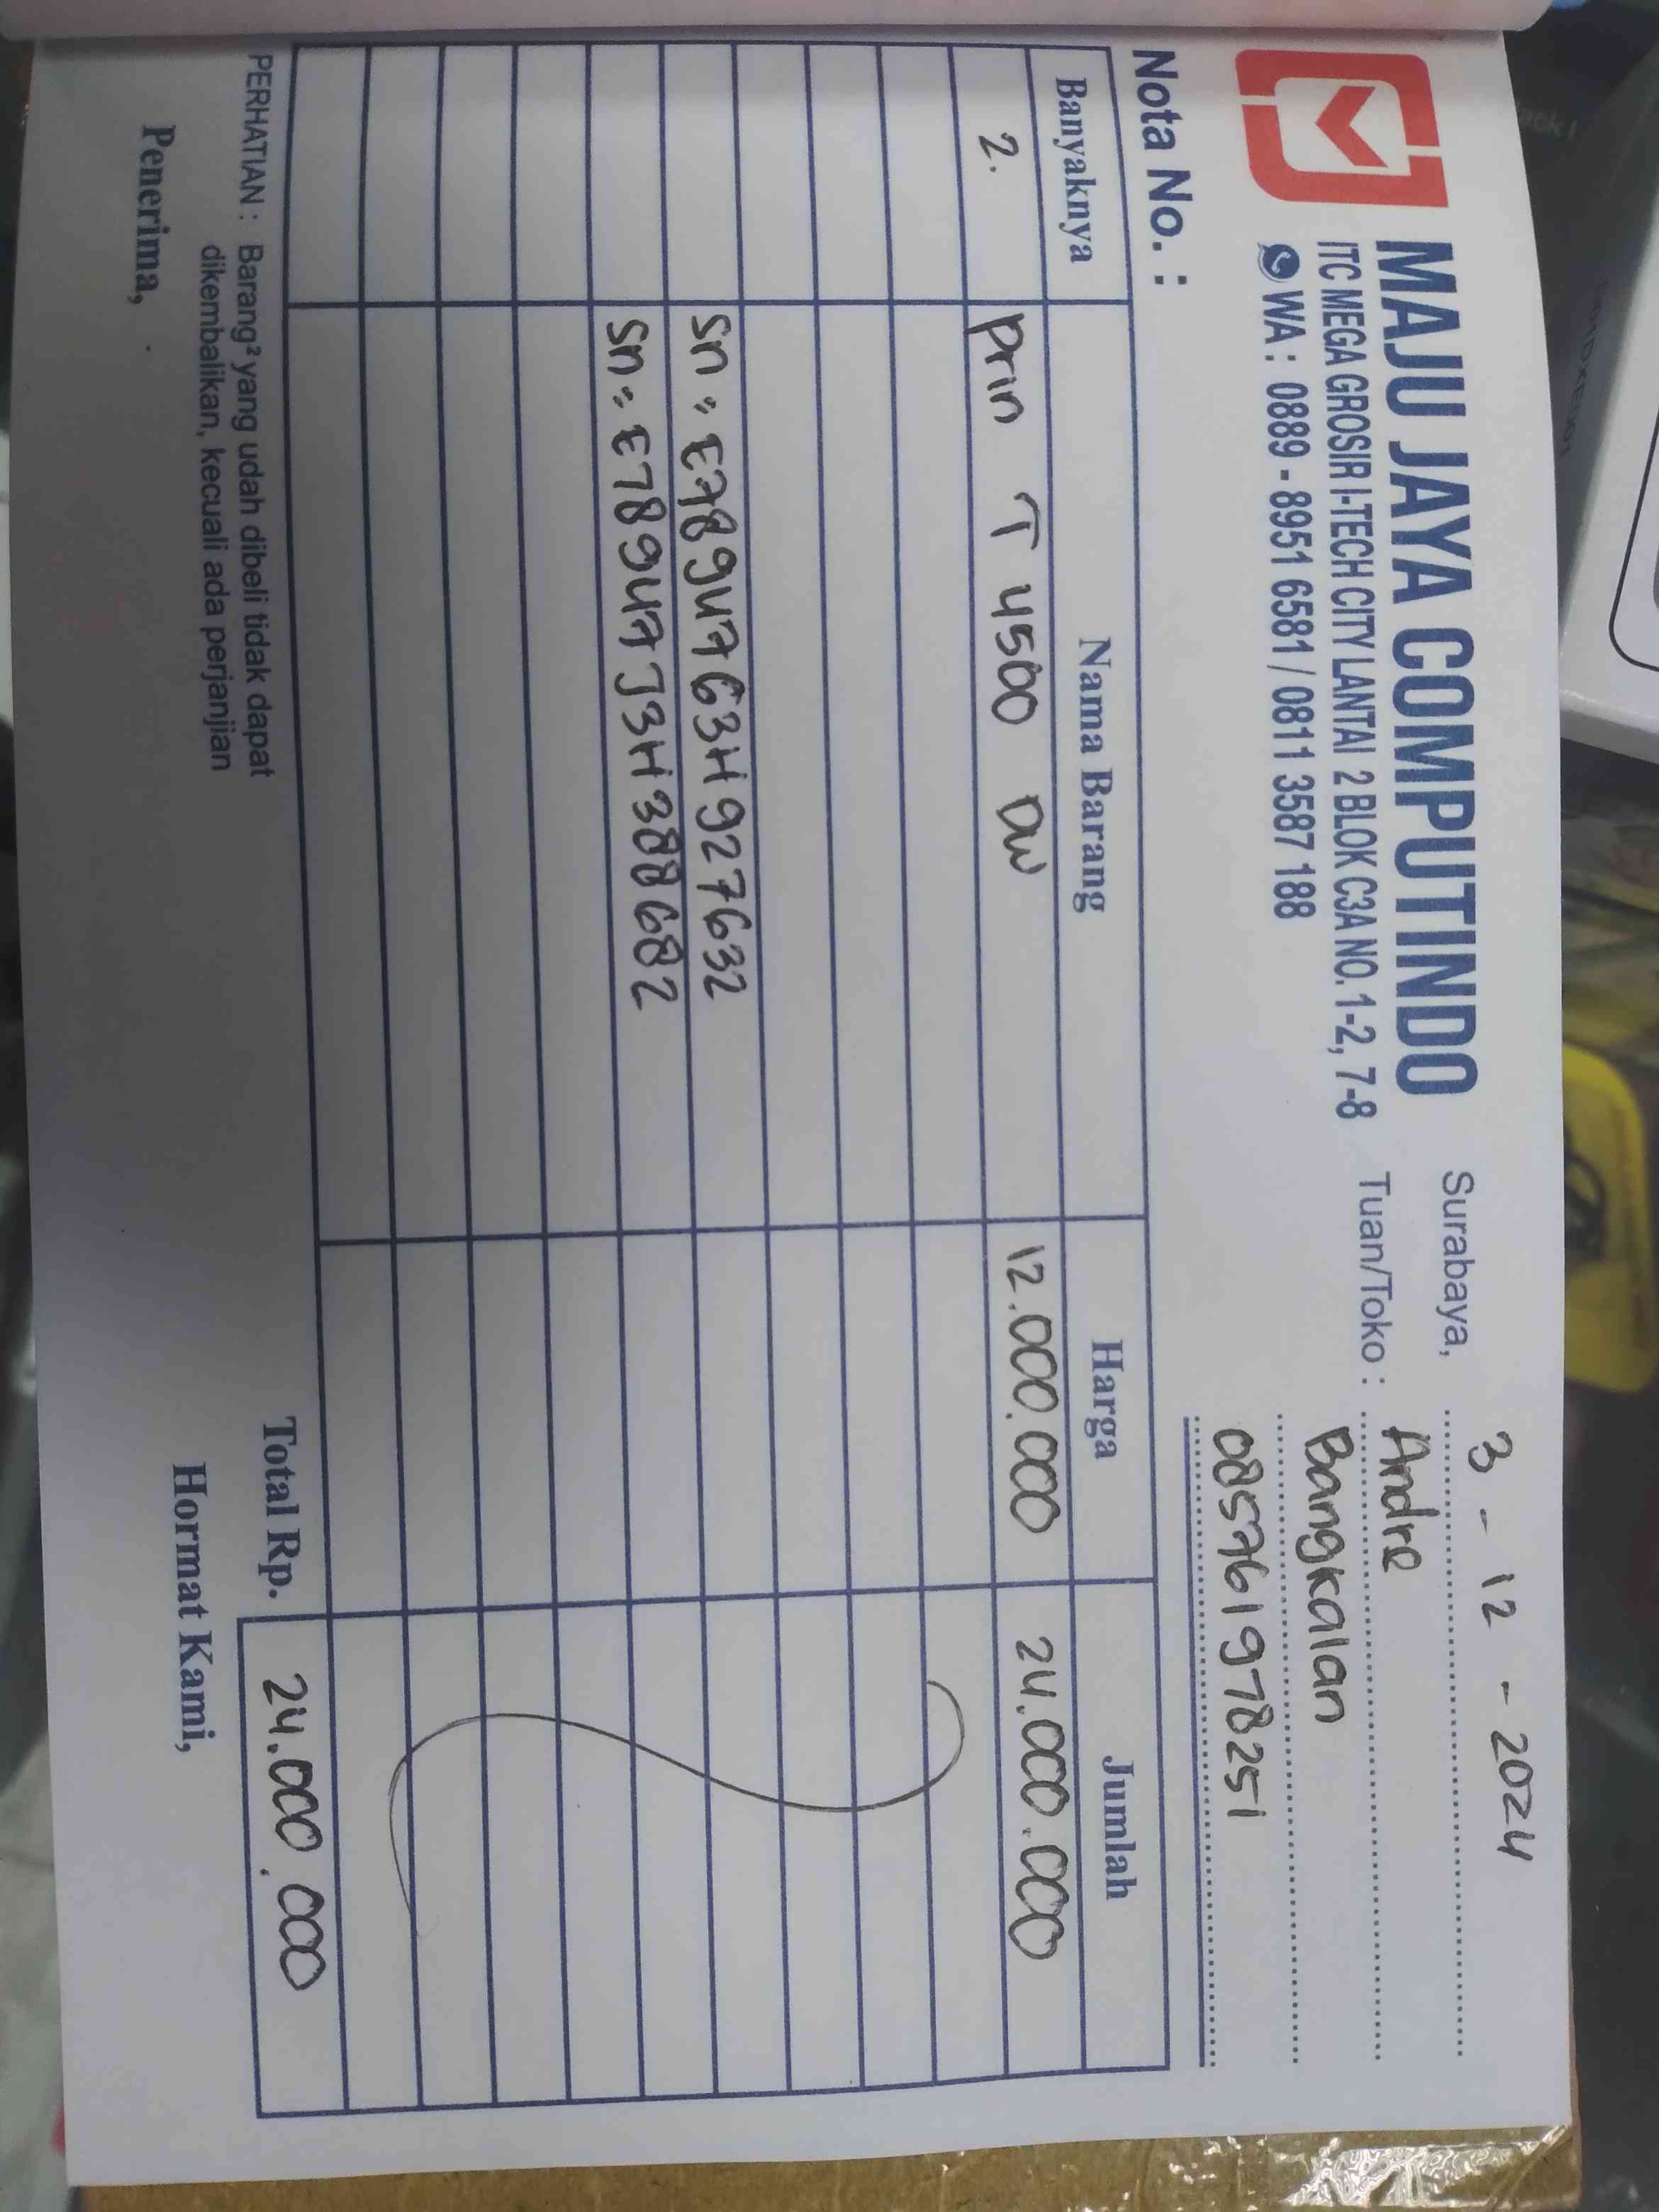 MAJU JAYA COMPUTINDO
ITC MEGA GROSIR I-TECH CITY LANTAI 2 BLOK C3A NO. 1-2, 7-8
WA : 0889 - 8951 6581 / 0811 3587 188
Surabaya, 3 - 12 - 2024
Tuan/Toko : Andre
Bangkalan
085761978251
Nota No. :
Banyaknya Nama Barang Harga Jumlah
2. Prin T 4500 DW 12.000.000 24.000.000
SN = E78947G3H927632
SN = E78947J3H388682
Total Rp. 24.000.000
PERHATIAN : Barang² yang udah dibeli tidak dapat
dikembalikan, kecuali ada perjanjian
Penerima,
Hormat Kami,